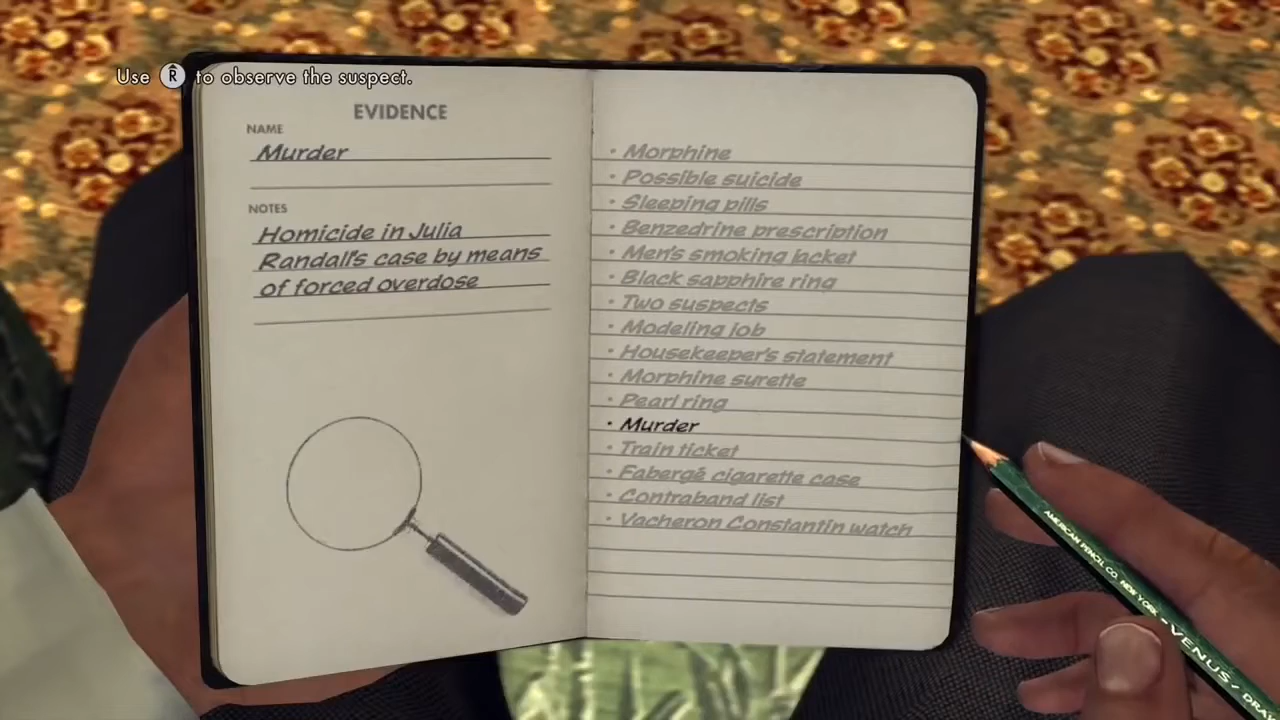 Use R to observe the suspect.
EVIDENCE
NAME
Murder
NOTES
Homicide in Julia
Randall's case by means
of forced overdose
• Morphine
• Possible suicide
• Sleeping pills
• Benzedrine prescription
• Men's smoking jacket
• Black sapphire ring
• Two suspects
• Modeling job
• Housekeeper's statement
• Morphine surette
• Pearl ring
• Murder
• Train ticket
• Fabergé cigarette case
• Contraband list
• Vacheron Constantin watch
AMERICAN PENCIL CO. NEW YORK
VENUS